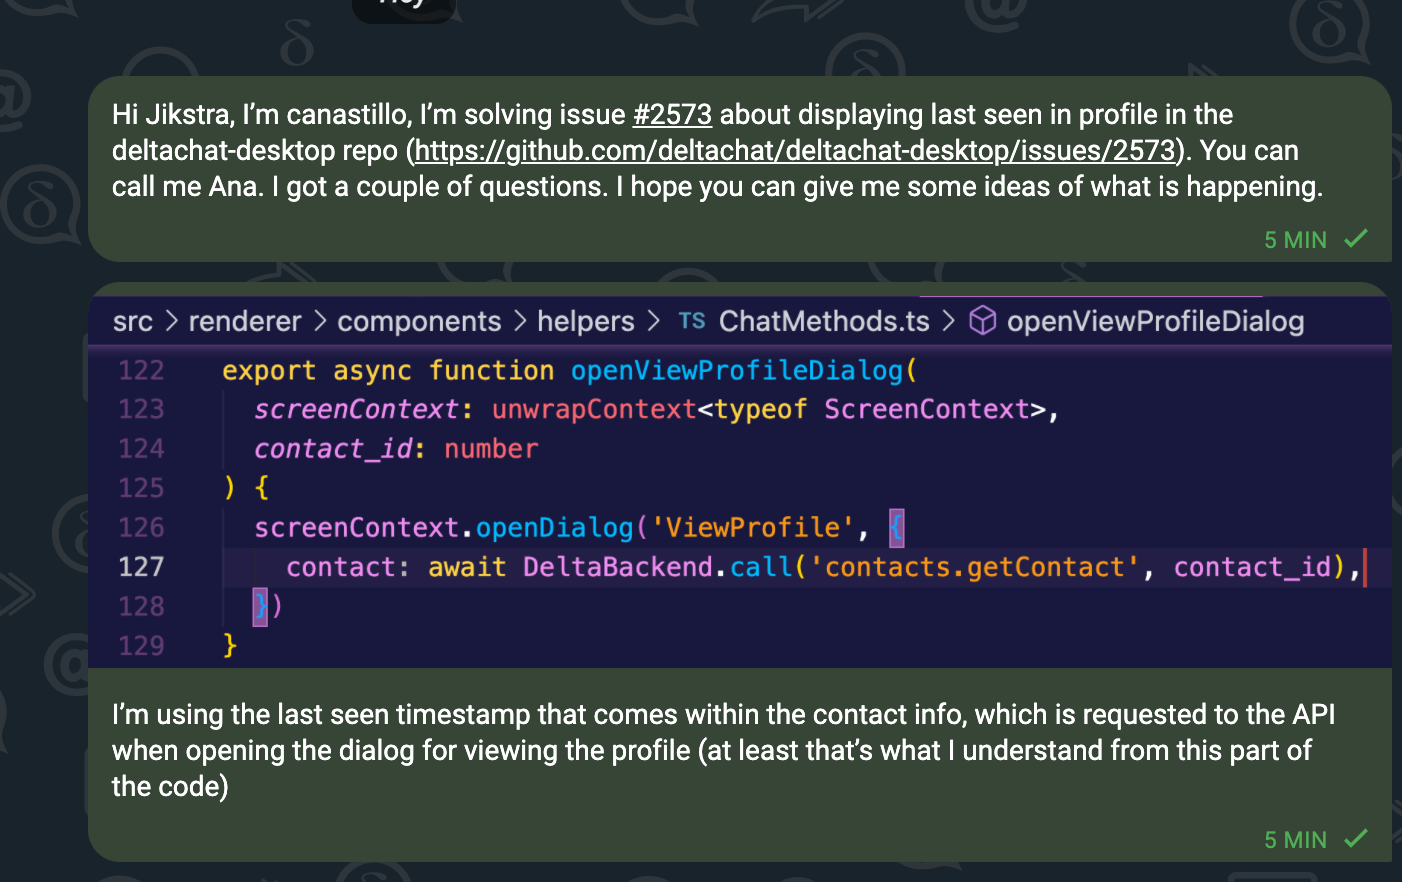 Hi Jikstra, I’m canastillo, I’m solving issue #2573 about displaying last seen in profile in the
deltachat-desktop repo (https://github.com/deltachat/deltachat-desktop/issues/2573). You can
call me Ana. I got a couple of questions. I hope you can give me some ideas of what is happening.
5 MIN
src > renderer > components > helpers > TS ChatMethods.ts > openViewProfileDialog
122 export async function openViewProfileDialog(
123 screenContext: unwrapContext<typeof ScreenContext>,
124 contact_id: number
125 ) {
126 screenContext.openDialog('ViewProfile', {
127 contact: await DeltaBackend.call('contacts.getContact', contact_id),
128 })
129 }
I’m using the last seen timestamp that comes within the contact info, which is requested to the API
when opening the dialog for viewing the profile (at least that’s what I understand from this part of
the code)
5 MIN